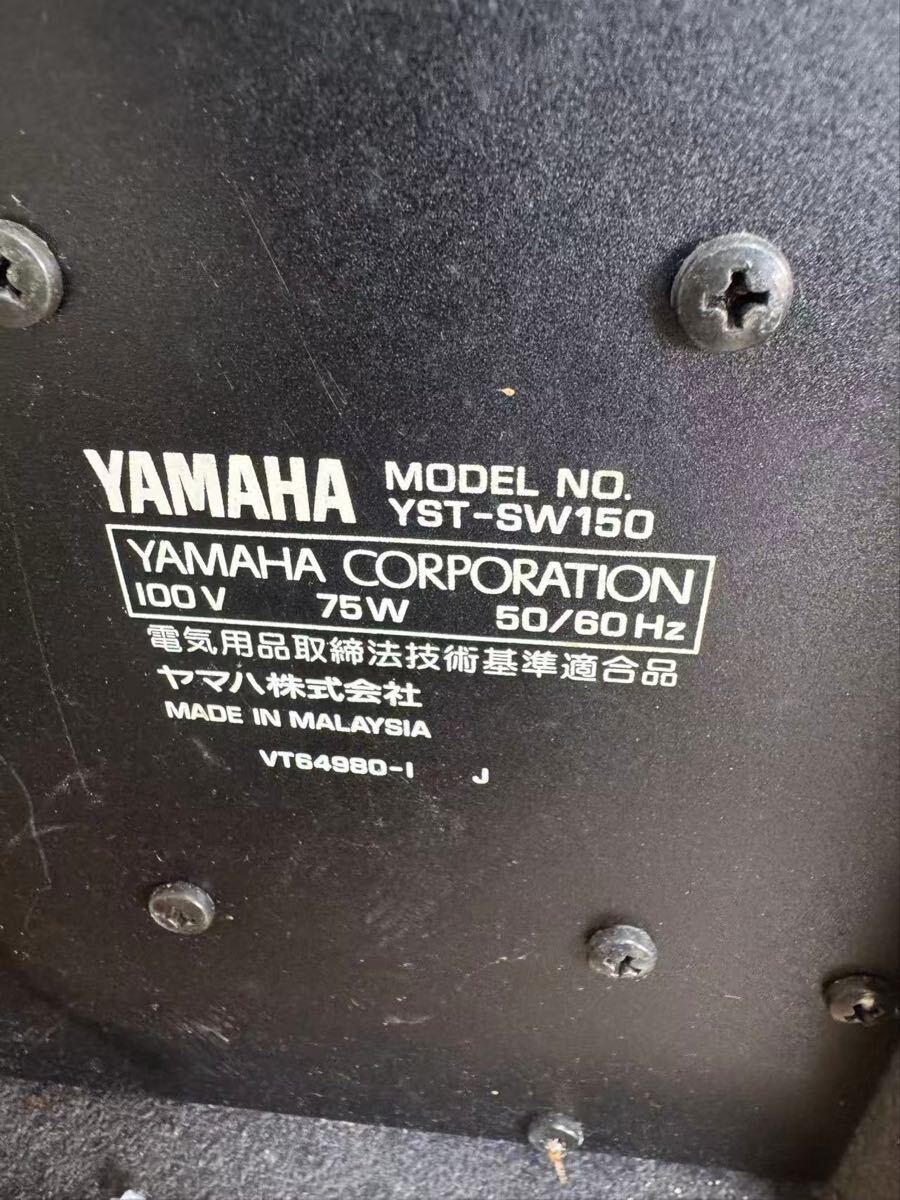 YAMAHA MODEL NO.
YST-SW150
YAMAHA CORPORATION
100V 75W 50/60Hz
電気用品取締法技術基準適合品
ヤマハ株式会社
MADE IN MALAYSIA
VT64980-1 J